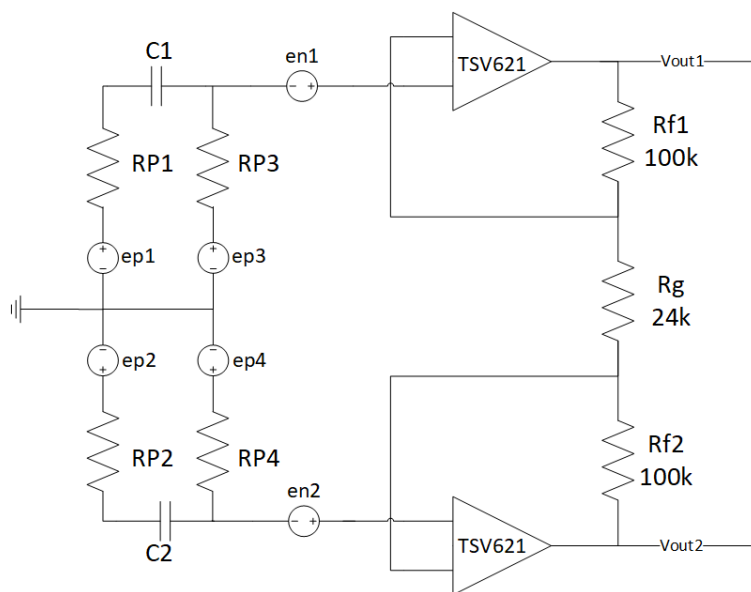 C1
en1
TSV621
Vout1
Rf1
100k
RP1
RP3
ep1
ep3
Rg
24k
ep2
ep4
RP2
RP4
Rf2
100k
en2
C2
TSV621
Vout2